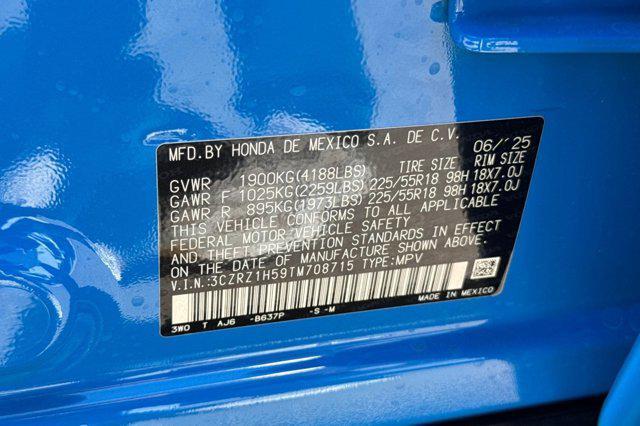 MFD.BY HONDA DE MEXICO S.A. DE C.V. 06/'25
TIRE SIZE RIM SIZE
GVWR 1900KG(4188LBS)
GAWR F 1025KG(2259LBS) 225/55R18 98H 18X7.0J
GAWR R 895KG(1973LBS) 225/55R18 98H 18X7.0J
THIS VEHICLE CONFORMS TO ALL APPLICABLE
FEDERAL MOTOR VEHICLE SAFETY
AND THEFT PREVENTION STANDARDS IN EFFECT
ON THE DATE OF MANUFACTURE SHOWN ABOVE.
V.I.N.:3CZRZ1H59TM708715 TYPE:MPV
3WO T AJ6 -B637P -S -M MADE IN MEXICO